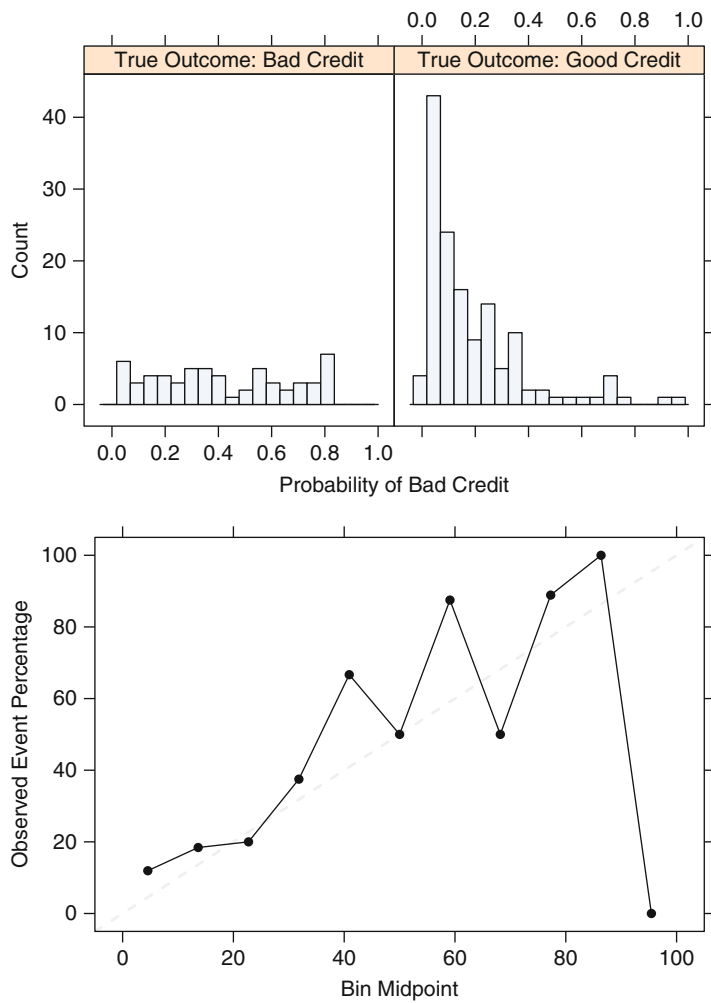 0.0 0.2 0.4 0.6 0.8 1.0
True Outcome: Bad Credit
True Outcome: Good Credit
40
30
20
10
0
Count
0.0 0.2 0.4 0.6 0.8 1.0
Probability of Bad Credit
100
80
60
40
20
0
Observed Event Percentage
0 20 40 60 80 100
Bin Midpoint